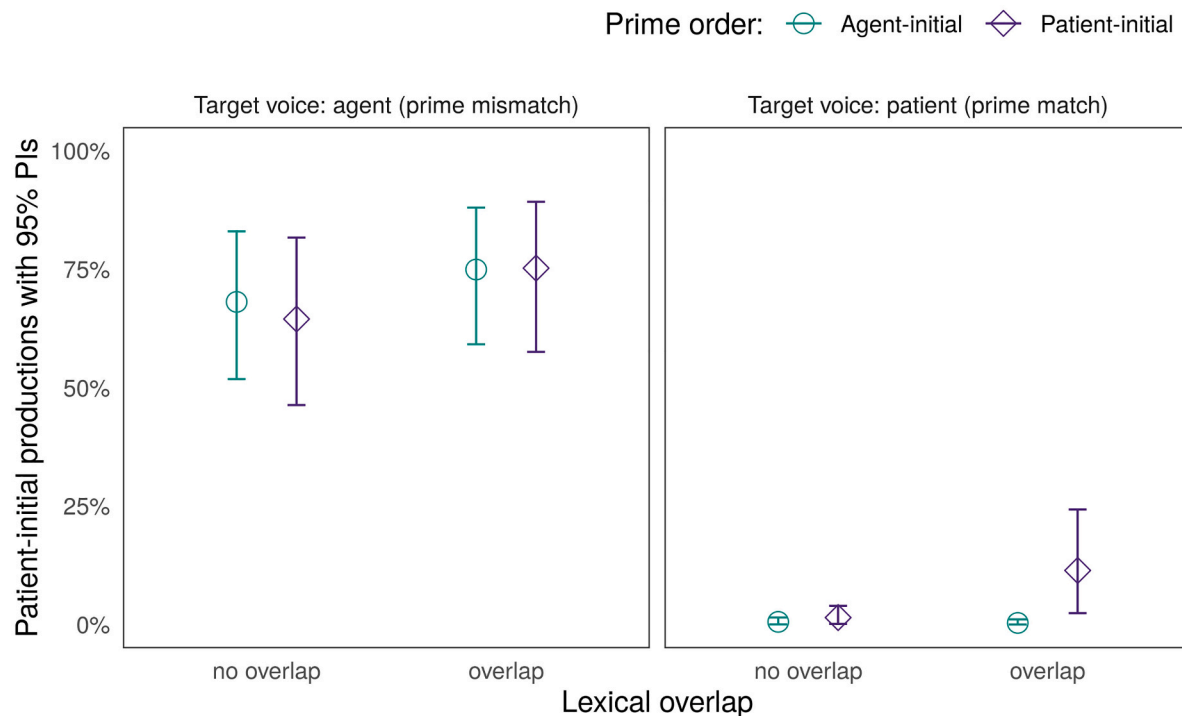 Prime order: Agent-initial Patient-initial
Target voice: agent (prime mismatch)
Target voice: patient (prime match)
Patient-initial productions with 95% PIs
100%
75%
50%
25%
0%
no overlap
overlap
no overlap
overlap
Lexical overlap